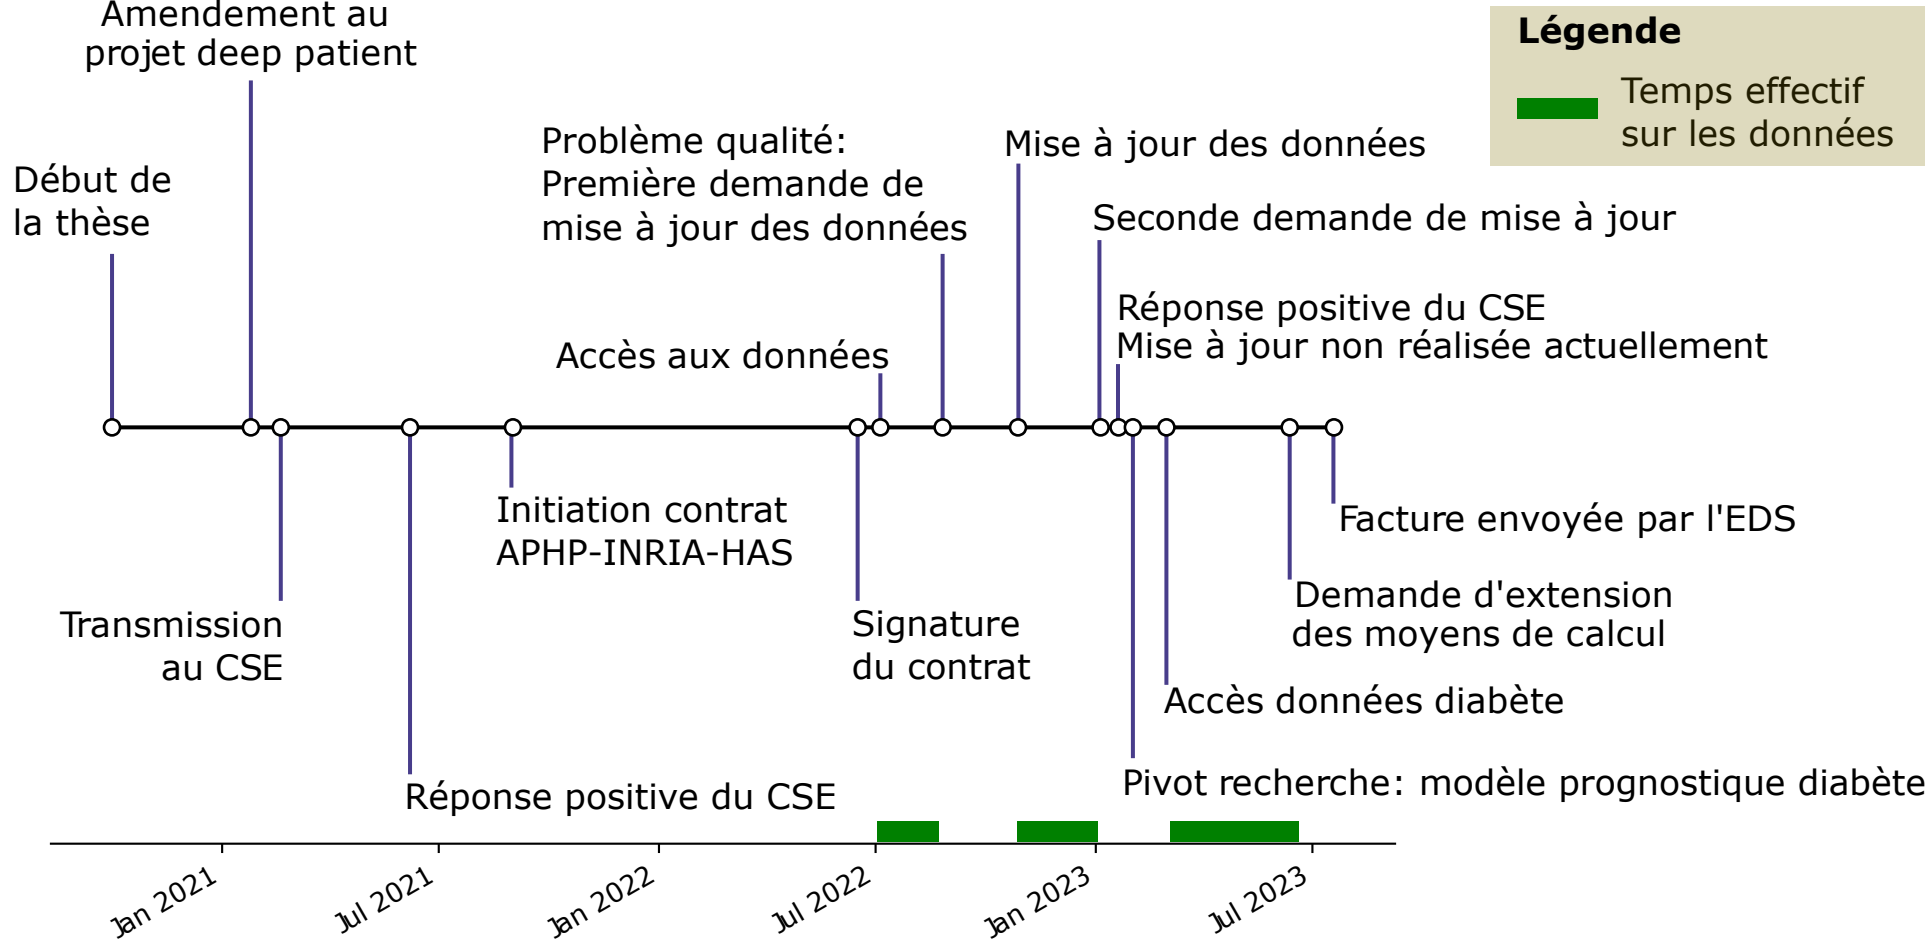 Amendement au
projet deep patient
Légende
Temps effectif
sur les données
Début de
la thèse
Problème qualité:
Première demande de
mise à jour des données
Mise à jour des données
Seconde demande de mise à jour
Réponse positive du CSE
Mise à jour non réalisée actuellement
Accès aux données
Initiation contrat
APHP-INRIA-HAS
Facture envoyée par l'EDS
Transmission
au CSE
Signature
du contrat
Demande d'extension
des moyens de calcul
Accès données diabète
Pivot recherche: modèle prognostique diabète
Réponse positive du CSE
Jan 2021
Jul 2021
Jan 2022
Jul 2022
Jan 2023
Jul 2023